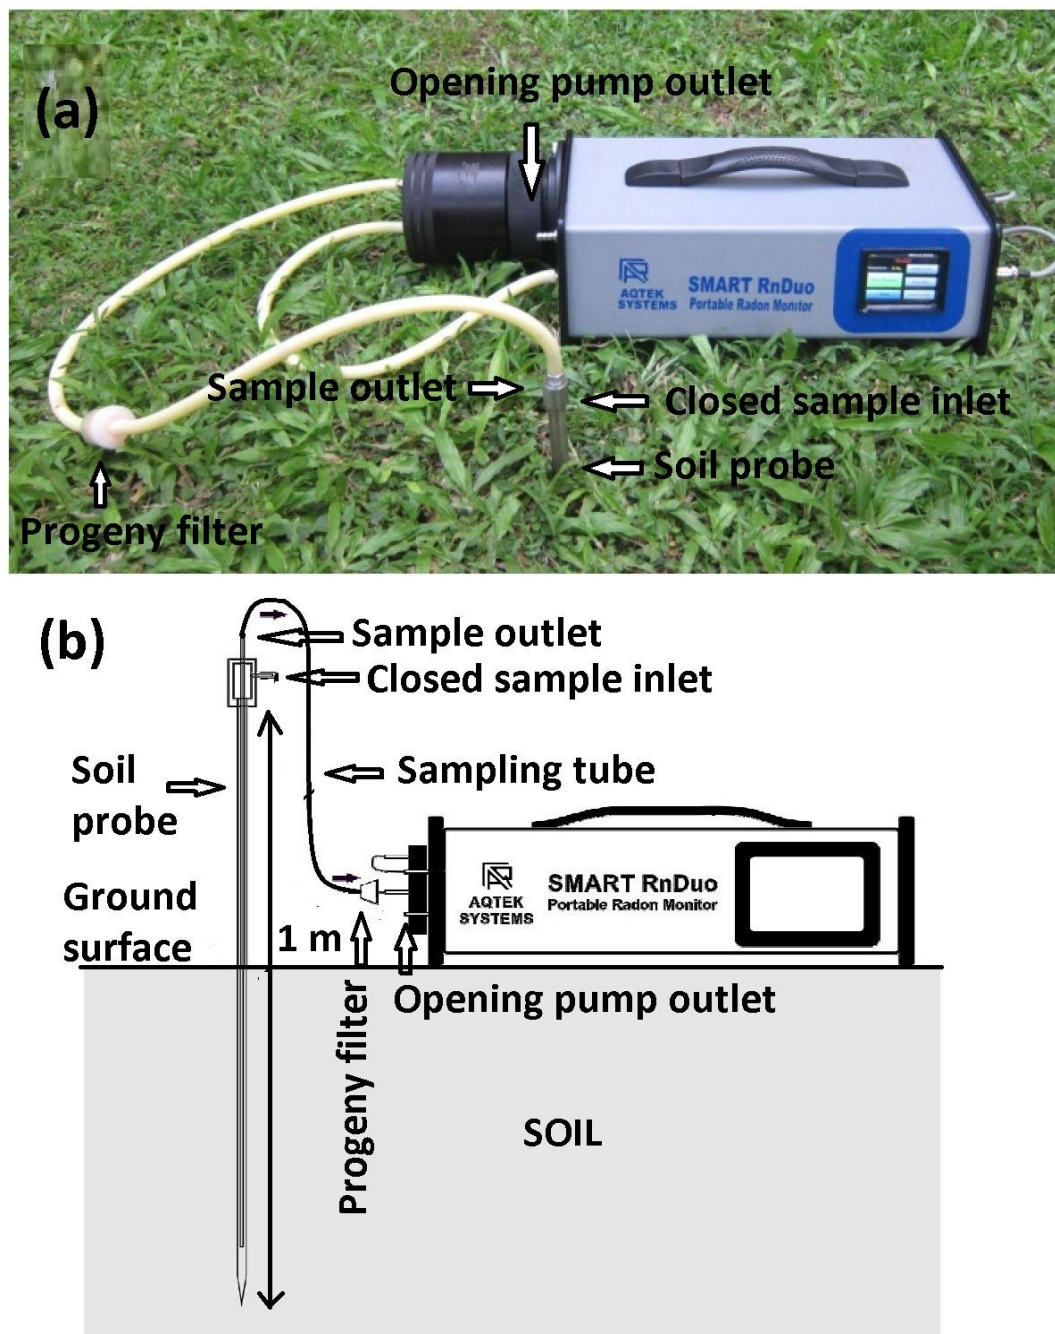 (a)
Opening pump outlet
AQTEK
SYSTEMS
SMART RnDuo
Portable Radon Monitor
Sample outlet
Closed sample inlet
Soil probe
Progeny filter
(b)
Sample outlet
Closed sample inlet
Soil
probe
Sampling tube
AQTEK
SYSTEMS
SMART RnDuo
Portable Radon Monitor
Ground
surface
1 m
Opening pump outlet
Progeny filter
SOIL